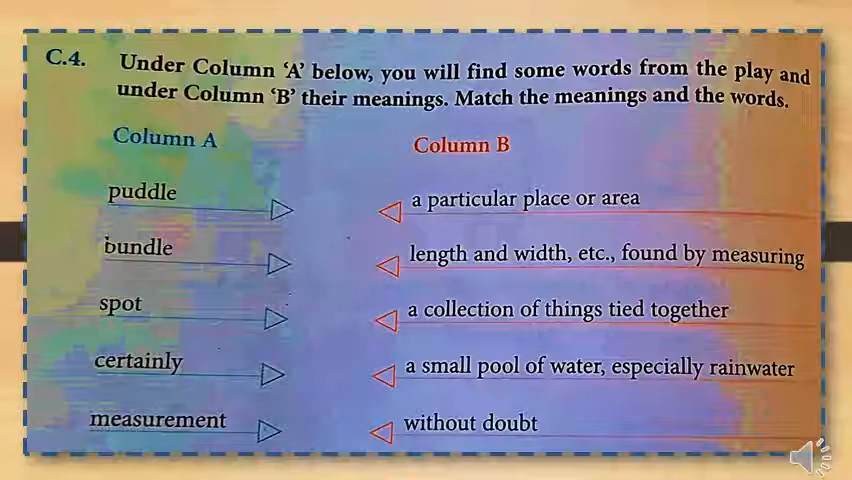 C.4. Under Column ‘A’ below, you will find some words from the play and
under Column ‘B’ their meanings. Match the meanings and the words.
Column A Column B
puddle a particular place or area
bundle length and width, etc., found by measuring
spot a collection of things tied together
certainly a small pool of water, especially rainwater
measurement without doubt